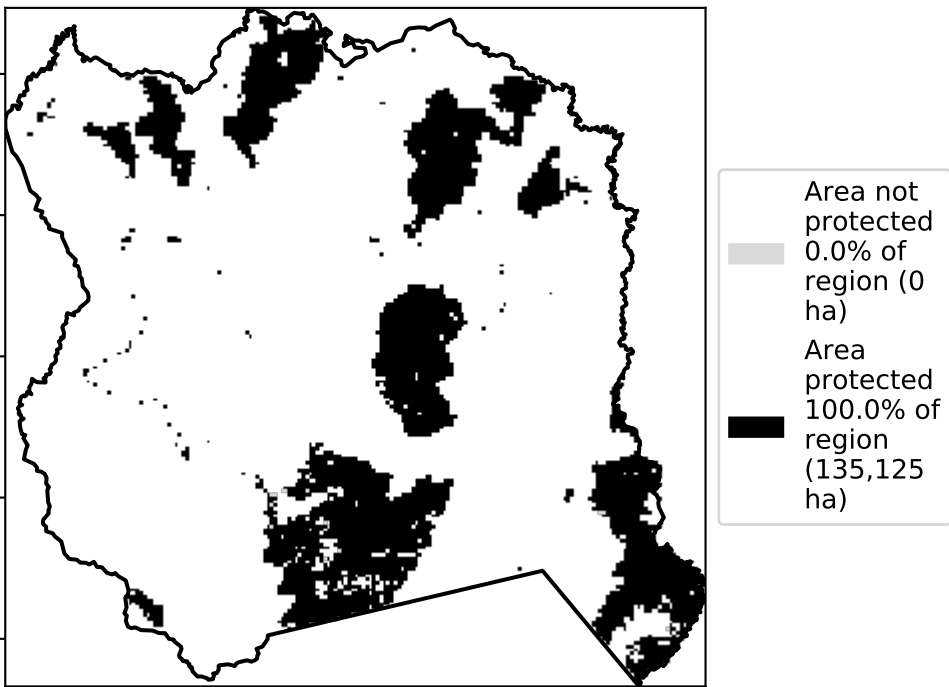 Area not
protected
0.0% of
region (0
ha)
Area
protected
100.0% of
region
(135,125
ha)